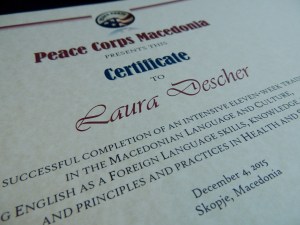 Peace Corps Macedonia
PRESENTS THIS
Certificate
TO
Laura Descher
SUCCESSFUL COMPLETION OF AN INTENSIVE ELEVEN-WEEK TRA
IN THE MACEDONIAN LANGUAGE AND CULTURE,
G ENGLISH AS A FOREIGN LANGUAGE SKILLS, KNOWLEDGE
AND PRINCIPLES AND PRACTICES IN HEALTH AND
December 4, 2015
Skopje, Macedonia